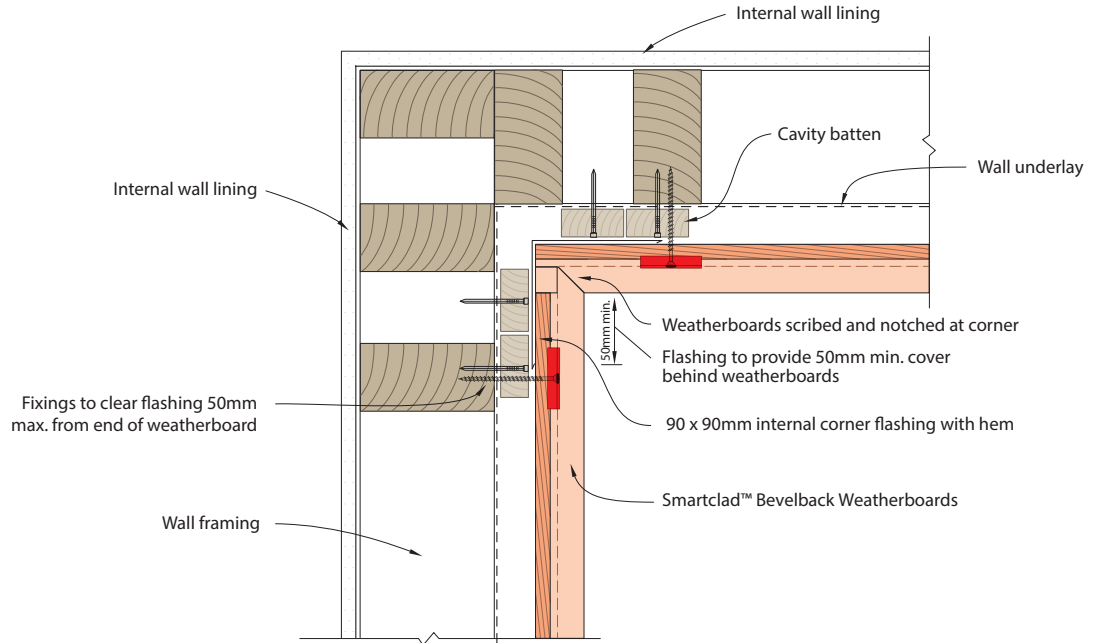 Internal wall lining
Cavity batten
Wall underlay
Internal wall lining
Weatherboards scribed and notched at corner
50mm min.
Flashing to provide 50mm min. cover
behind weatherboards
Fixings to clear flashing 50mm
max. from end of weatherboard
90 x 90mm internal corner flashing with hem
Smartclad™ Bevelback Weatherboards
Wall framing